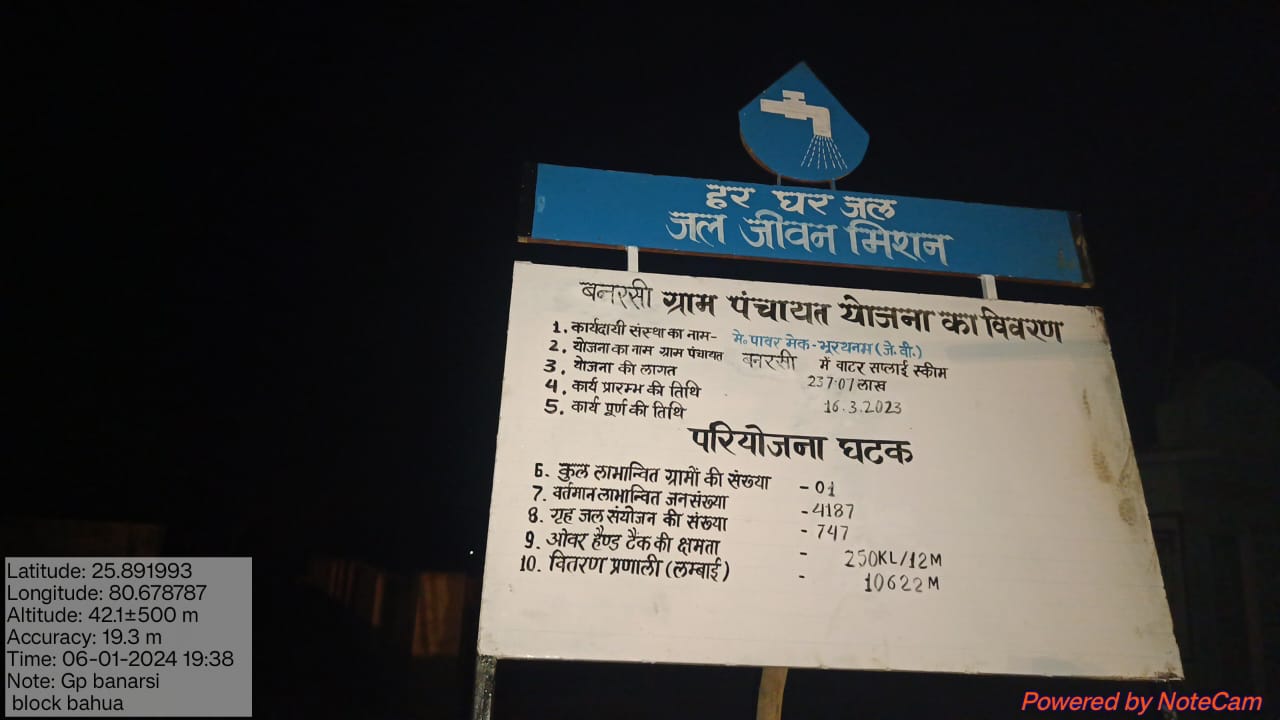 हर घर जल
जल जीवन मिशन
बनरसी ग्राम पंचायत योजना का विवरण
1. कार्यदायी संस्था का नाम- मे॰ पावर मेक-भूरथनम (जे.वी.)
2. योजना का नाम ग्राम पंचायत बनरसी में वाटर सप्लाई स्कीम
3. योजना की लागत 237.07 लाख
4. कार्य प्रारम्भ की तिथि 16.3.2023
5. कार्य पूर्ण की तिथि
परियोजना घटक
6. कुल लाभान्वित ग्रामों की संख्या - 01
7. वर्तमान लाभान्वित जनसंख्या - 4187
8. गृह जल संयोजन की संख्या - 747
9. ओवर हैण्ड टैंक की क्षमता - 250KL/12M
10. वितरण प्रणाली (लम्बाई) - 10622M
Latitude: 25.891993
Longitude: 80.678787
Altitude: 42.1±500 m
Accuracy: 19.3 m
Time: 06-01-2024 19:38
Note: Gp banarsi
block bahua
Powered by NoteCam